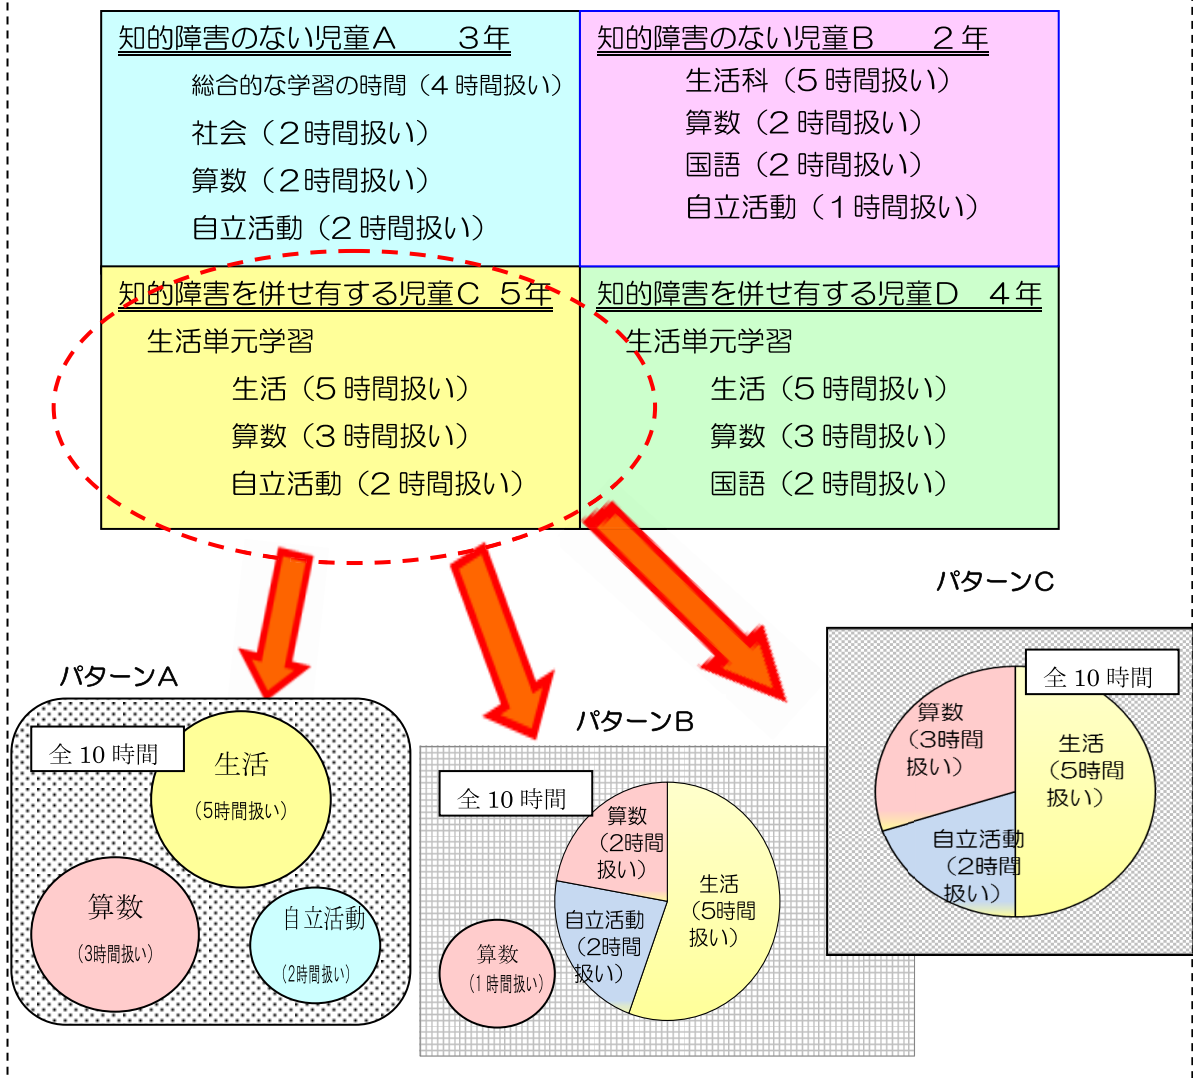 知的障害のない児童A　　3年
総合的な学習の時間（4 時間扱い）
社会（2時間扱い）
算数（2時間扱い）
自立活動（2 時間扱い）
知的障害のない児童B　　2 年
生活科（5 時間扱い）
算数（2 時間扱い）
国語（2 時間扱い）
自立活動（1 時間扱い）
知的障害を併せ有する児童C 5年
生活単元学習
生活（5 時間扱い）
算数（3 時間扱い）
自立活動（2 時間扱い）
知的障害を併せ有する児童D　4 年
生活単元学習
生活（5 時間扱い）
算数（3 時間扱い）
国語（2 時間扱い）
パターンA
全 10 時間
生活
（5時間扱い）
算数
（3時間扱い）
自立活動
（2時間扱い）
パターンB
全 10 時間
算数
（2時間
扱い）
生活
（5時間
扱い）
自立活動
（2時間
扱い）
算数
（1 時間扱い）
パターンC
全 10 時間
算数
（3時間
扱い）
生活
（5時間
扱い）
自立活動
（2時間
扱い）